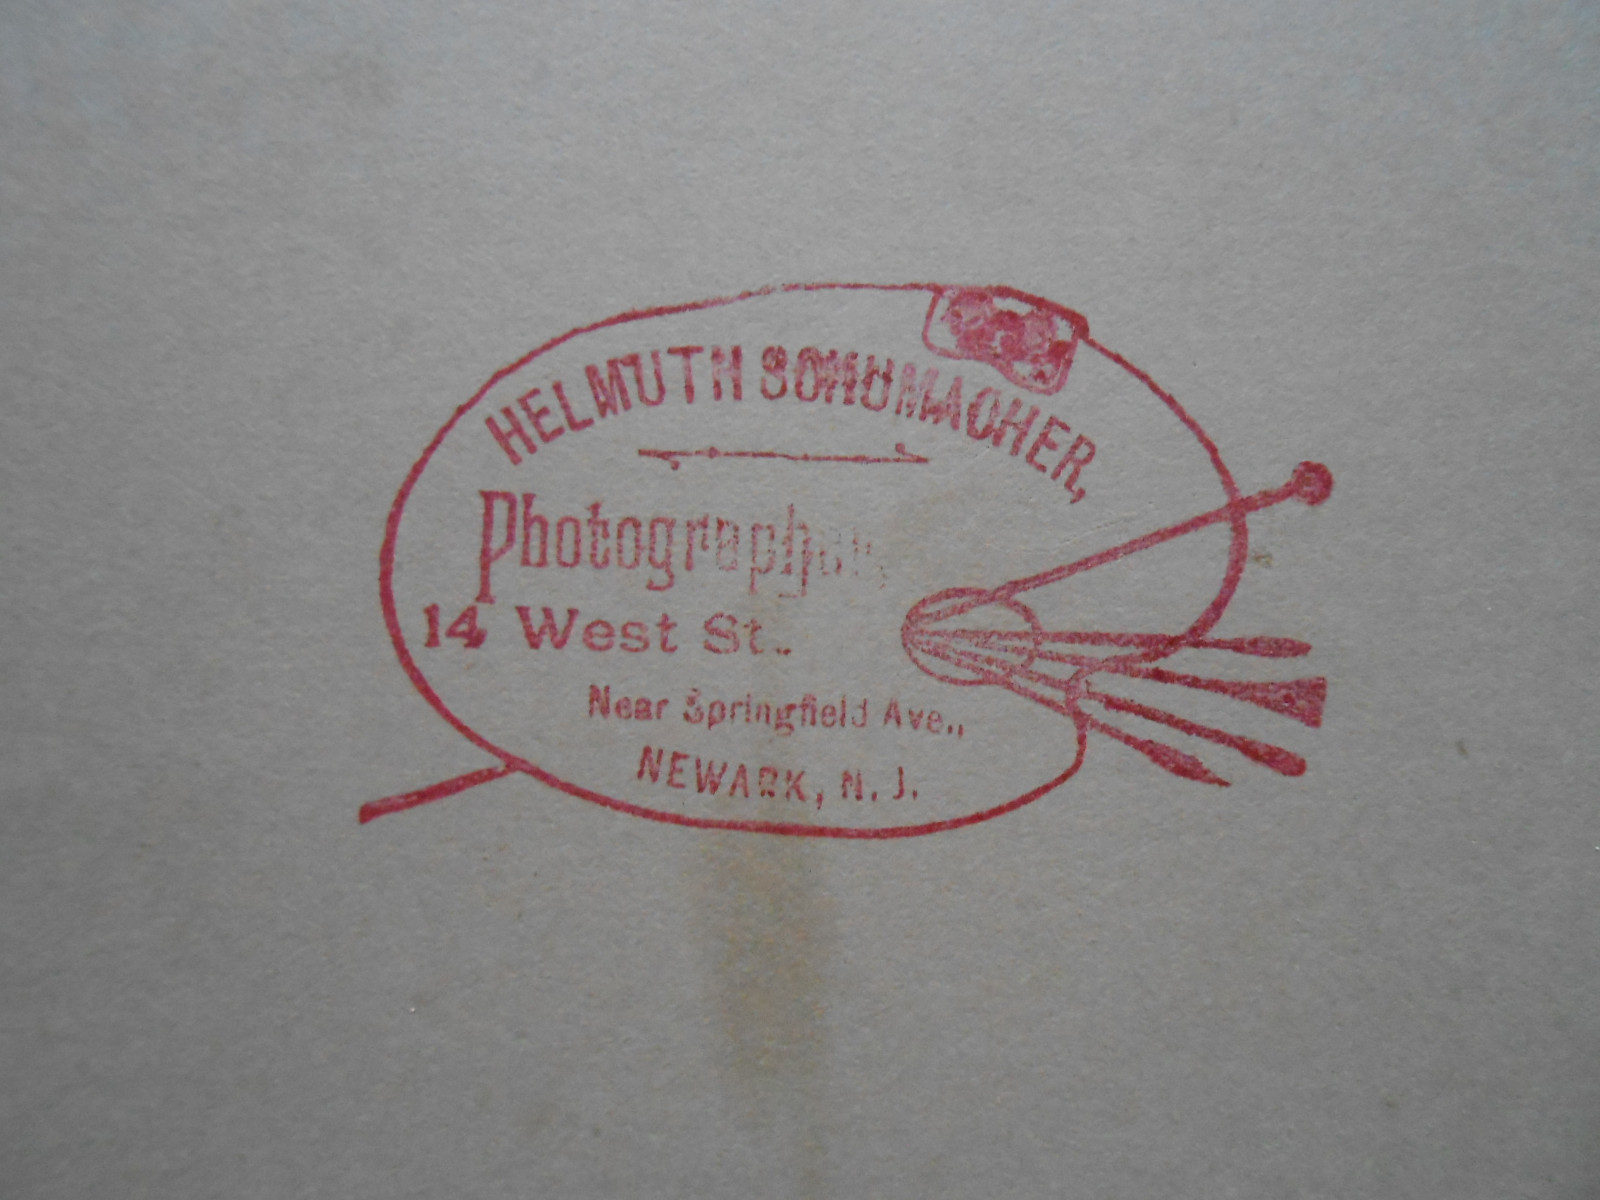 HELMUTH SCHUMACHER,
Photographer,
14 West St.
Near Springfield Ave.,
NEWARK, N. J.